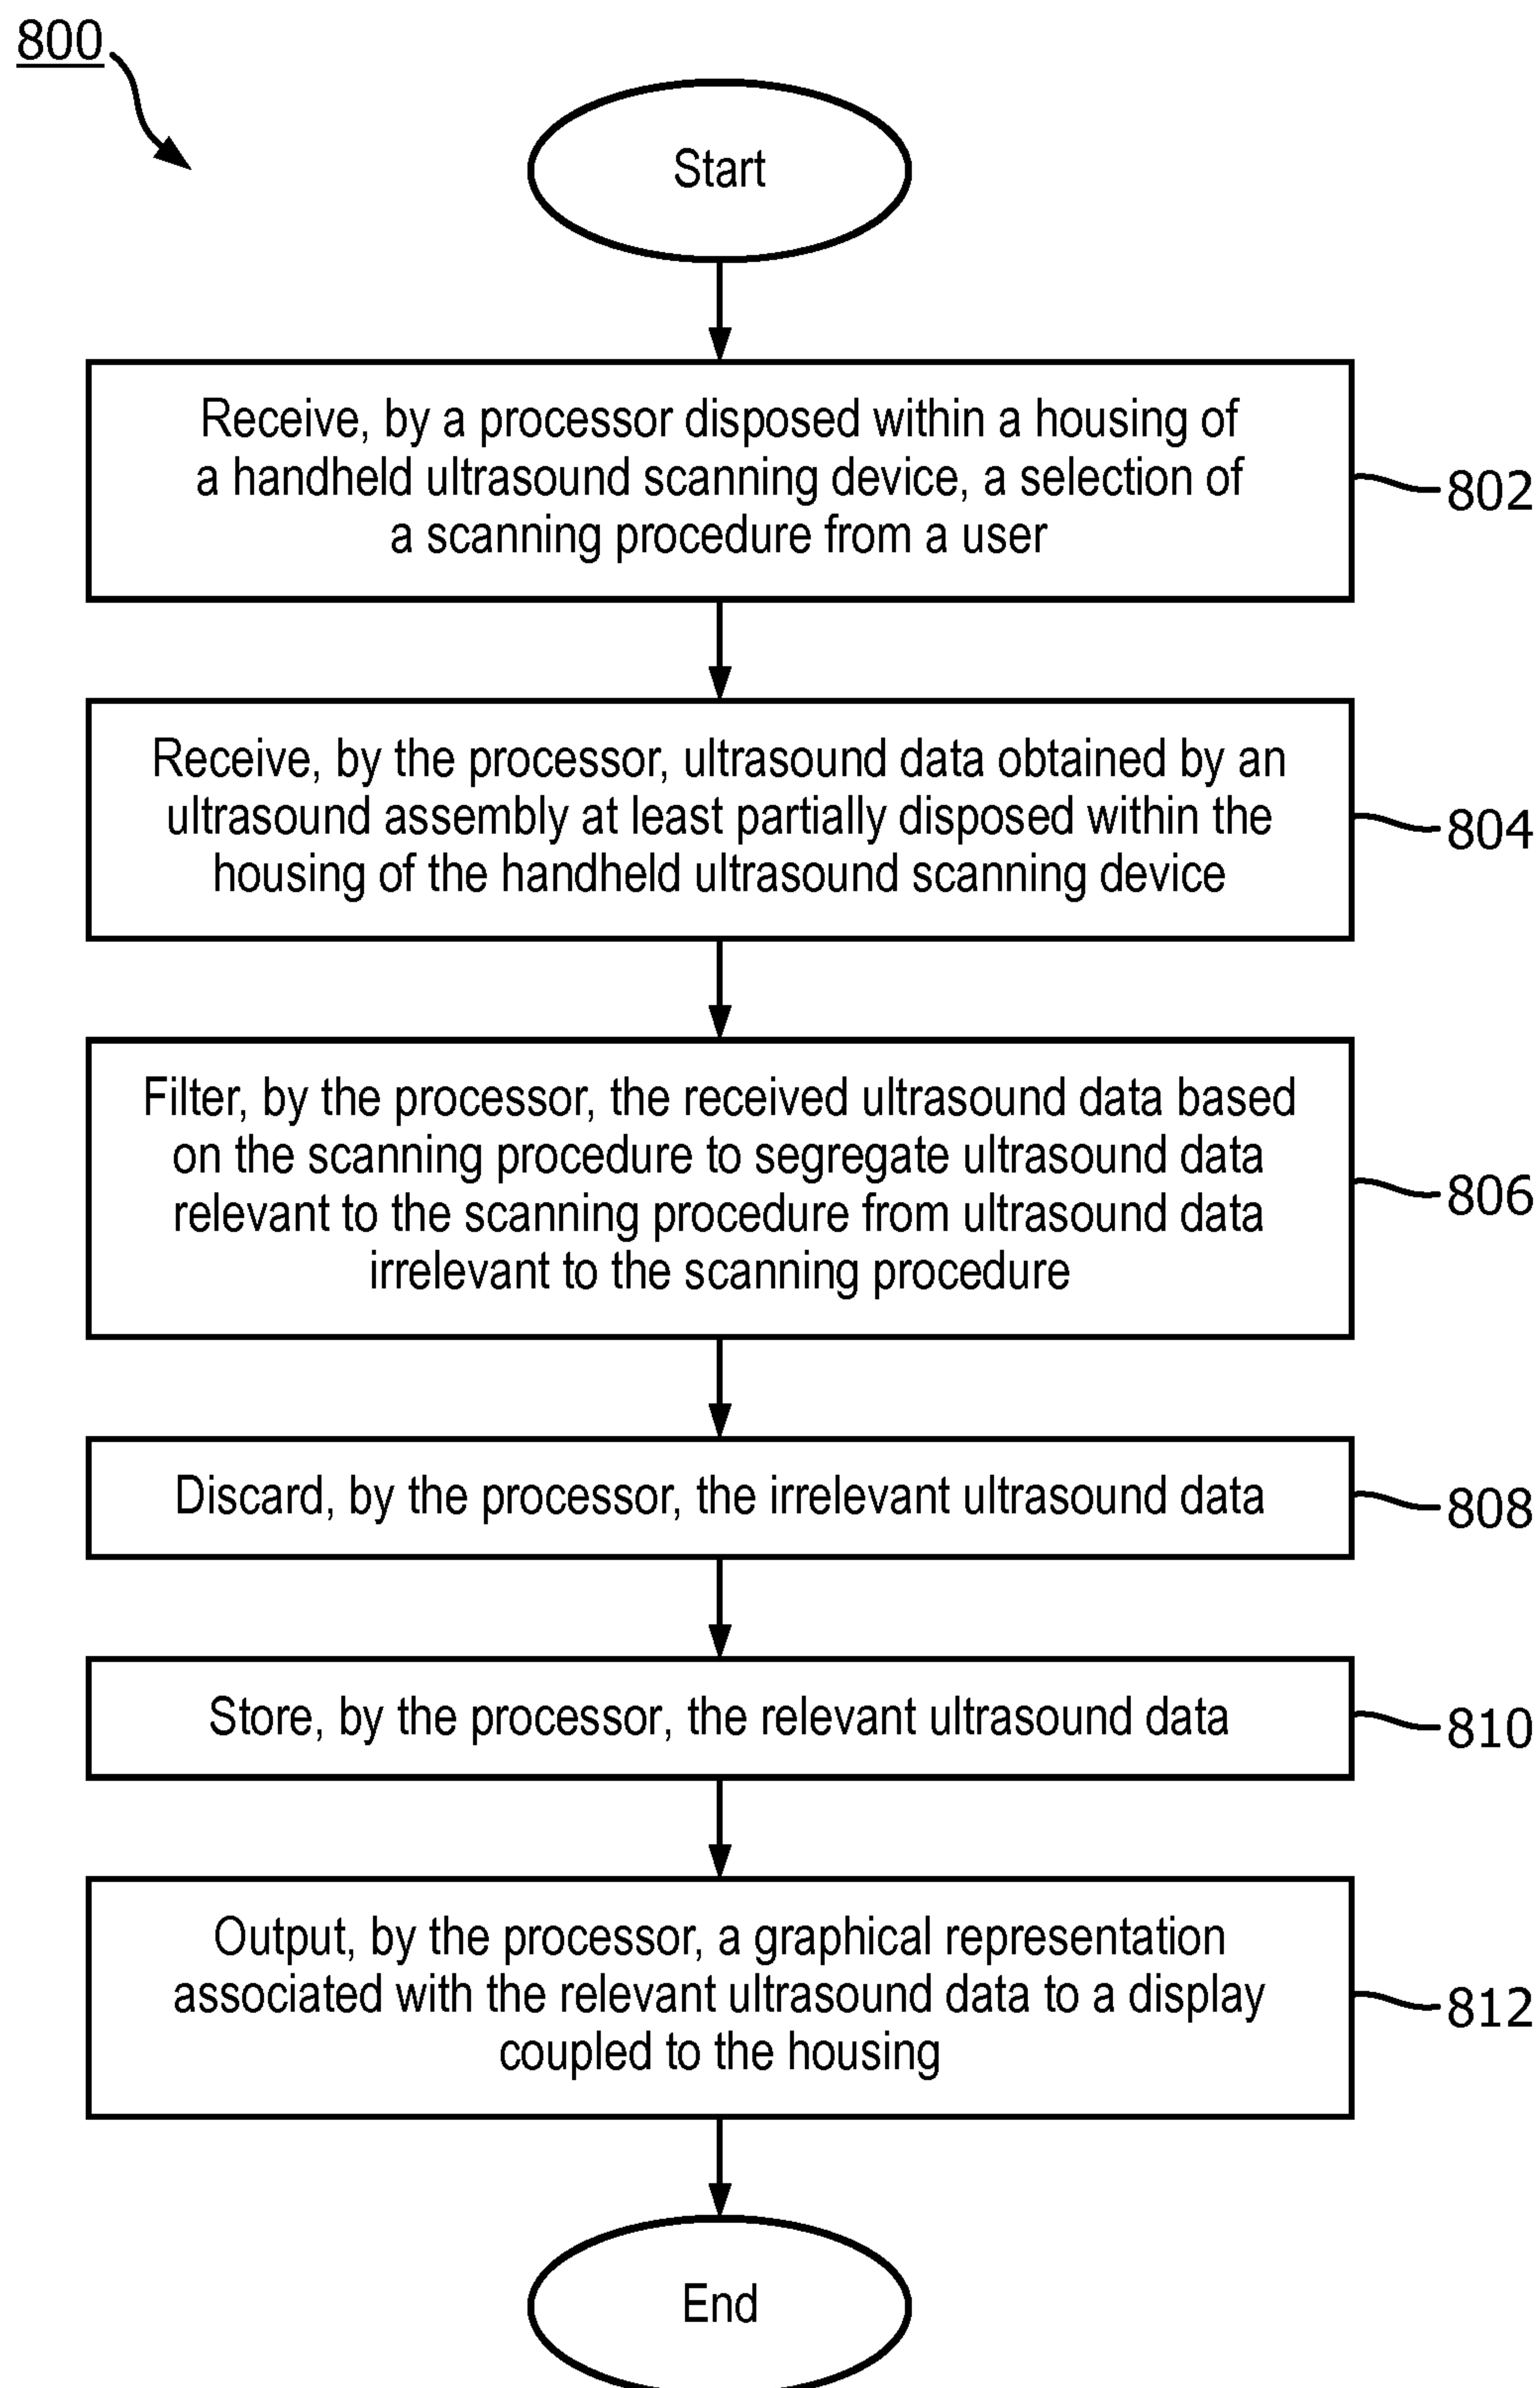 800
Start
Receive, by a processor disposed within a housing of
a handheld ultrasound scanning device, a selection of
a scanning procedure from a user
802
Receive, by the processor, ultrasound data obtained by an
ultrasound assembly at least partially disposed within the
housing of the handheld ultrasound scanning device
804
Filter, by the processor, the received ultrasound data based
on the scanning procedure to segregate ultrasound data
relevant to the scanning procedure from ultrasound data
irrelevant to the scanning procedure
806
Discard, by the processor, the irrelevant ultrasound data
808
Store, by the processor, the relevant ultrasound data
810
Output, by the processor, a graphical representation
associated with the relevant ultrasound data to a display
coupled to the housing
812
End